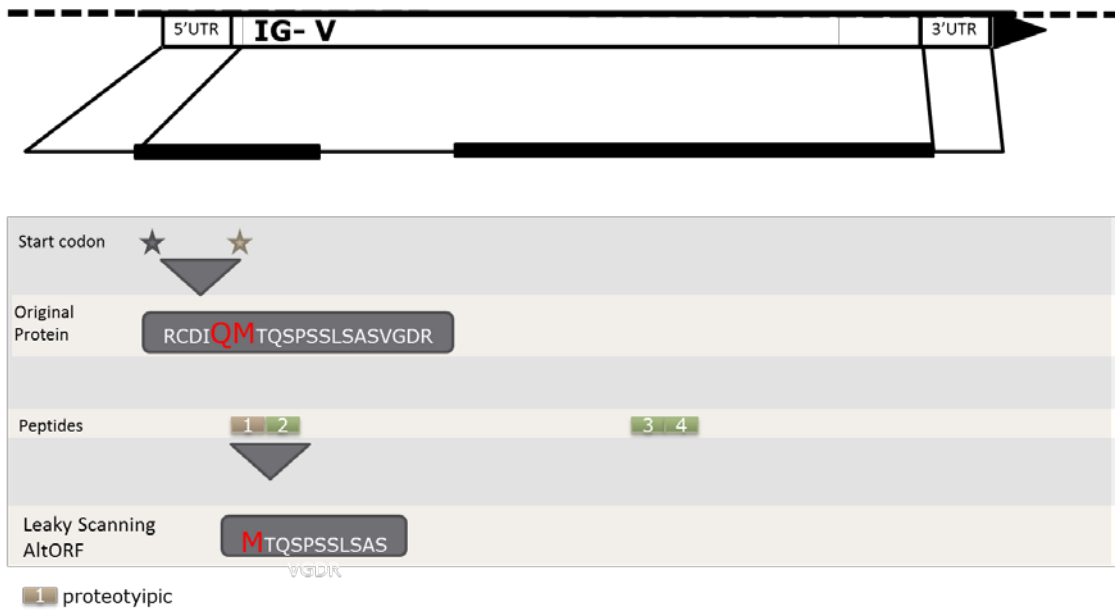 5'UTR IG- V 3'UTR
Start codon
Original
Protein
RCDIQMTQSPSSLSASVGDR
Peptides 1 2 3 4
Leaky Scanning
AltORF
MTQSPSSLSAS
VGDR
1 proteotyipic